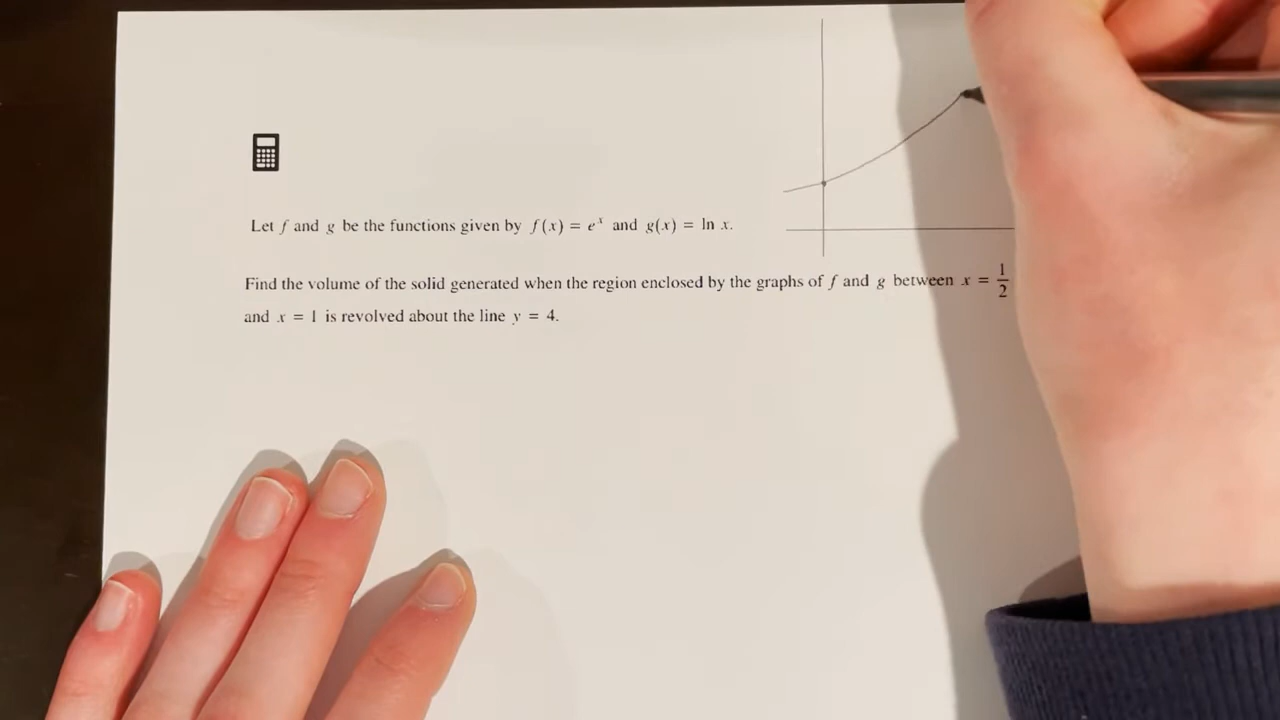 Let f and g be the functions given by f(x) = eˣ and g(x) = ln x.
Find the volume of the solid generated when the region enclosed by the graphs of f and g between x = 1/2
and x = 1 is revolved about the line y = 4.